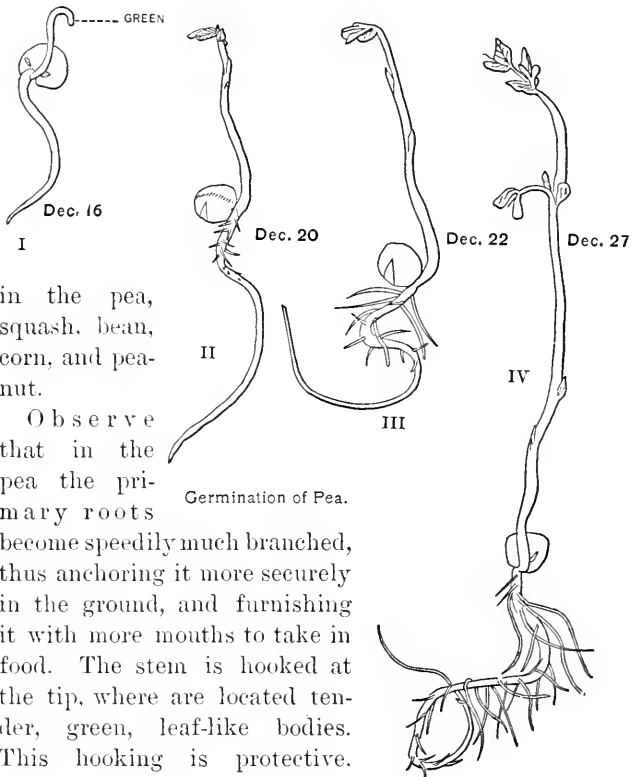 GREEN
Dec. 16
I
Dec. 20
II
Dec. 22
III
Dec. 27
IV
Germination of Pea.
in the pea,
squash, bean,
corn, and pea-
nut.
Observe
that in the
pea the pri-
mary roots
become speedily much branched,
thus anchoring it more securely
in the ground, and furnishing
it with more mouths to take in
food. The stem is hooked at
the tip, where are located ten-
der, green, leaf-like bodies.
This hooking is protective.